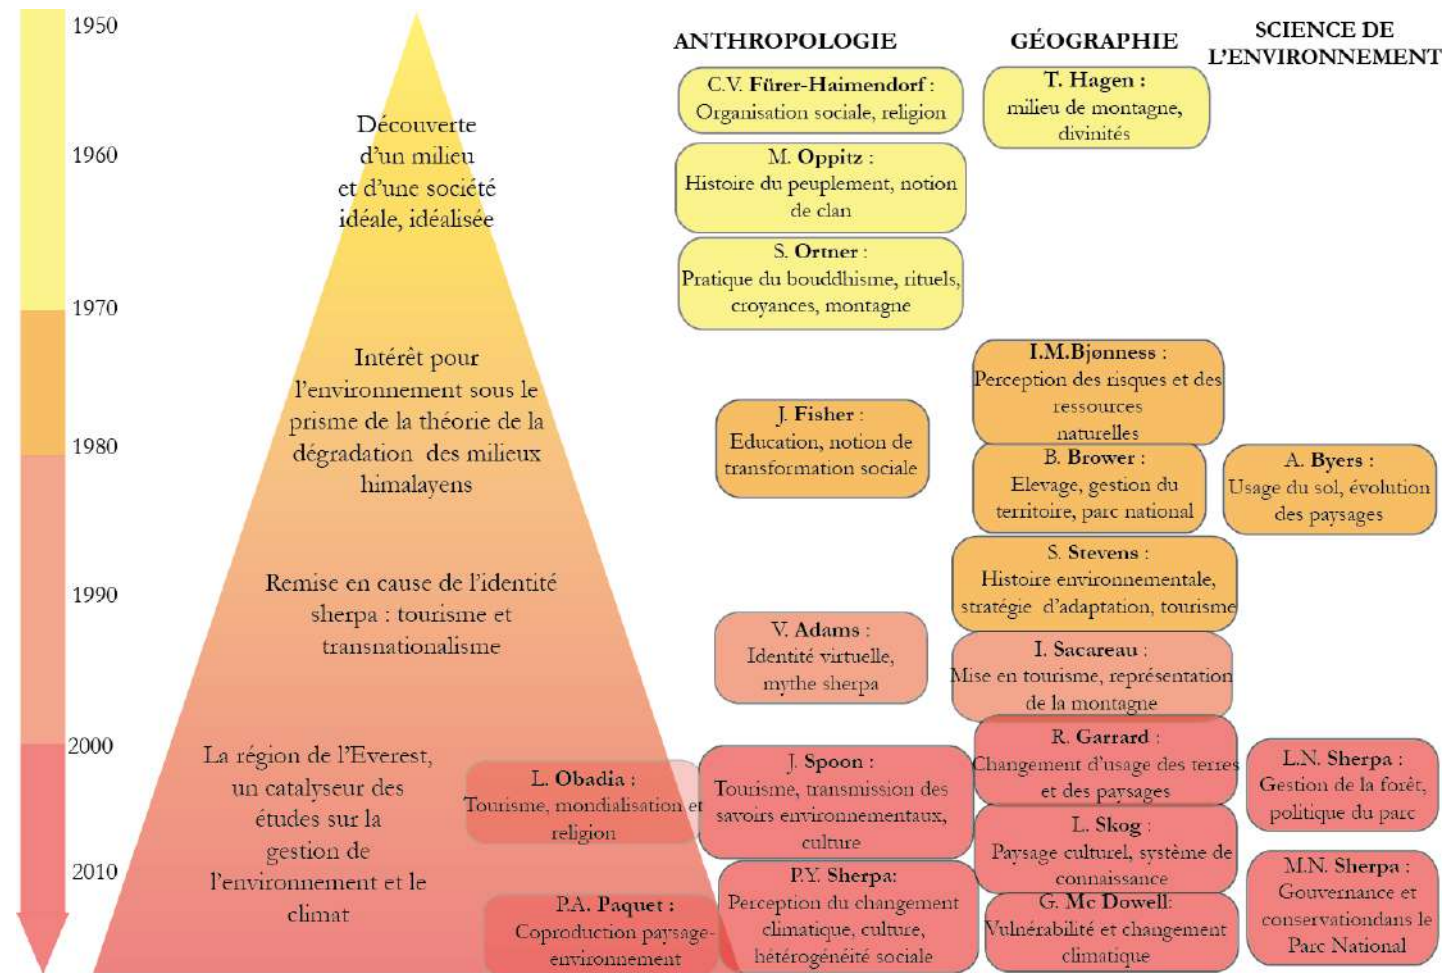 1950
1960
1970
1980
1990
2000
2010
Découverte
d'un milieu
et d'une société
idéale, idéalisée
Intérêt pour
l'environnement sous le
prisme de la théorie de la
dégradation des milieux
himalayens
Remise en cause de l'identité
sherpa : tourisme et
transnationalisme
La région de l'Everest,
un catalyseur des
études sur la
gestion de
l'environnement et le
climat
ANTHROPOLOGIE
C.V. Fürer-Haimendorf :
Organisation sociale, religion
M. Oppitz :
Histoire du peuplement, notion
de clan
S. Ortner :
Pratique du bouddhisme, rituels,
croyances, montagne
J. Fisher :
Education, notion de
transformation sociale
V. Adams :
Identité virtuelle,
mythe sherpa
L. Obadia :
Tourisme, mondialisation et
religion
J. Spoon :
Tourisme, transmission des
savoirs environnementaux,
culture
P.A. Paquet :
Coproduction paysage-
environnement
P.Y. Sherpa:
Perception du changement
climatique, culture,
hétérogénéité sociale
GÉOGRAPHIE
T. Hagen :
milieu de montagne,
divinités
I.M.Bjønness :
Perception des risques et des
ressources
naturelles
B. Brower :
Elevage, gestion du
territoire, parc national
S. Stevens :
Histoire environnementale,
stratégie d'adaptation, tourisme
I. Sacareau :
Mise en tourisme, représentation
de la montagne
R. Garrard :
Changement d'usage des terres
et des paysages
L. Skog :
Paysage culturel, système de
connaissance
G. Mc Dowell:
Vulnérabilité et changement
climatique
SCIENCE DE
L'ENVIRONNEMENT
A. Byers :
Usage du sol, évolution
des paysages
L.N. Sherpa :
Gestion de la forêt,
politique du parc
M.N. Sherpa :
Gouvernance et
conservationdans le
Parc National